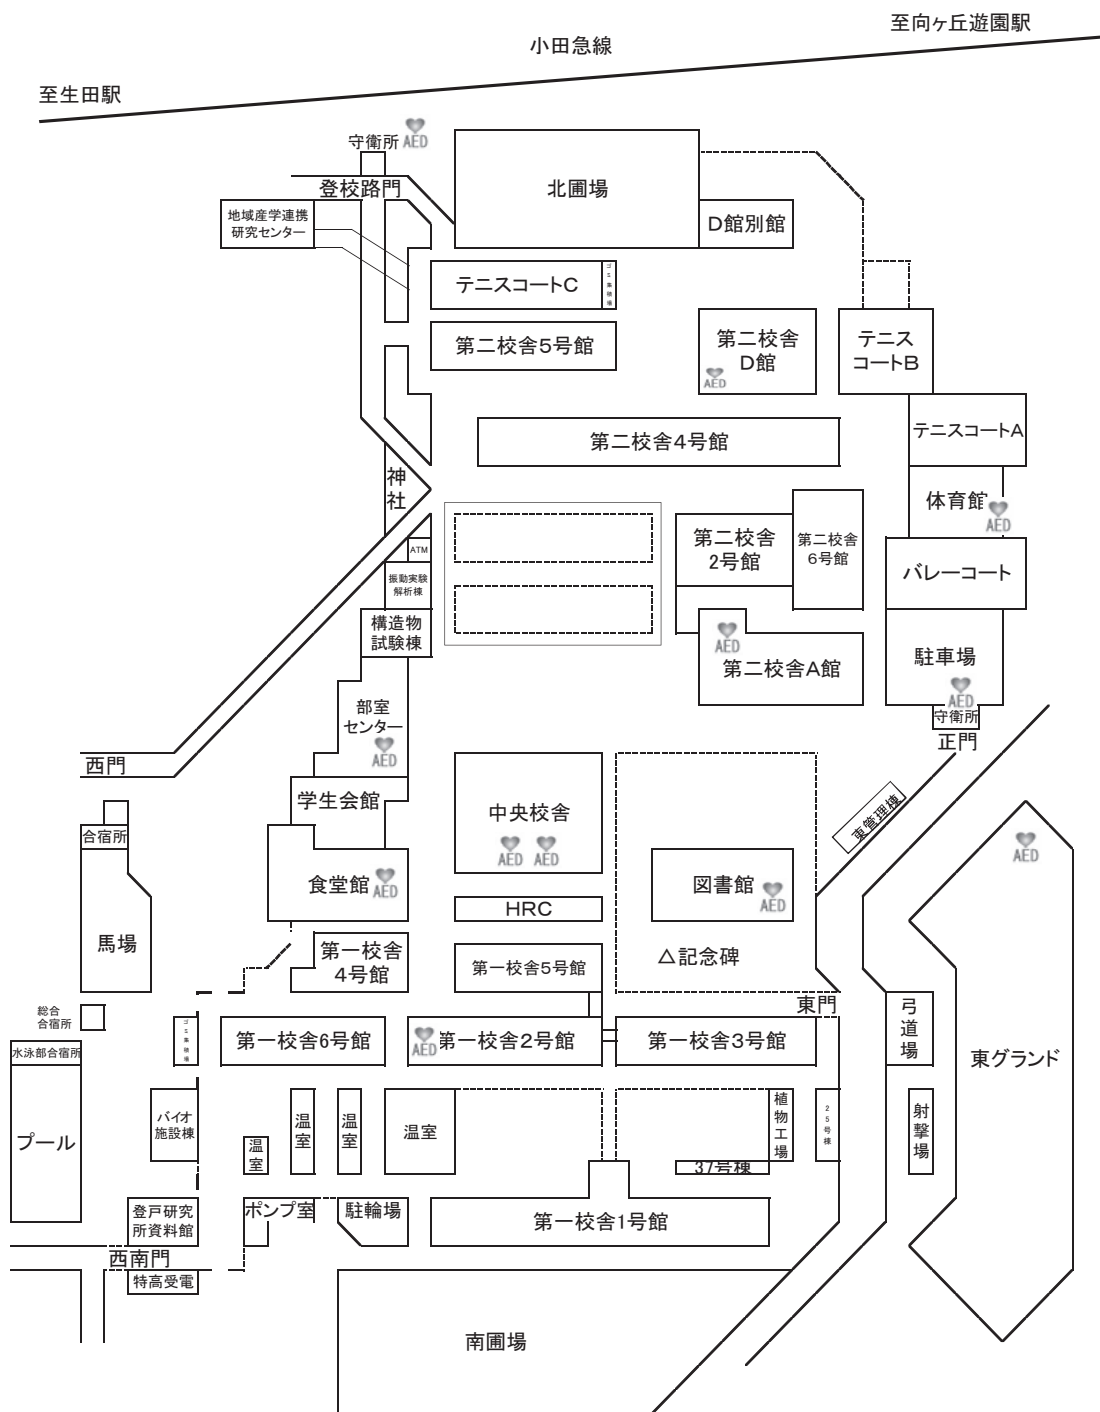 至向ヶ丘遊園駅
小田急線
至生田駅
守衛所
AED
登校路門
北圃場
地域産学連携
研究センター
D館別館
テニスコートC
ゴミ集積場
第二校舎5号館
第二校舎
D館
AED
テニス
コートB
テニスコートA
第二校舎4号館
神
社
体育館
AED
第二校舎
2号館
第二校舎
6号館
ATM
振動実験
解析棟
バレーコート
構造物
試験棟
AED
第二校舎A館
駐車場
AED
守衛所
正門
部室
センター
AED
西門
学生会館
中央校舎
AED AED
東管理棟
合宿所
AED
食堂館
AED
図書館
AED
HRC
馬場
第一校舎
4号館
第一校舎5号館
△記念碑
総合
合宿所
東門
弓
道
場
水泳部合宿所
第一校舎6号館
AED
第一校舎2号館
第一校舎3号館
東グランド
プール
バイオ
施設棟
温
室
温
室
温
室
温室
植
物
工
場
25号棟
射
撃
場
37号棟
登戸研究
所資料館
ポンプ室
駐輪場
第一校舎1号館
西南門
特高受電
南圃場